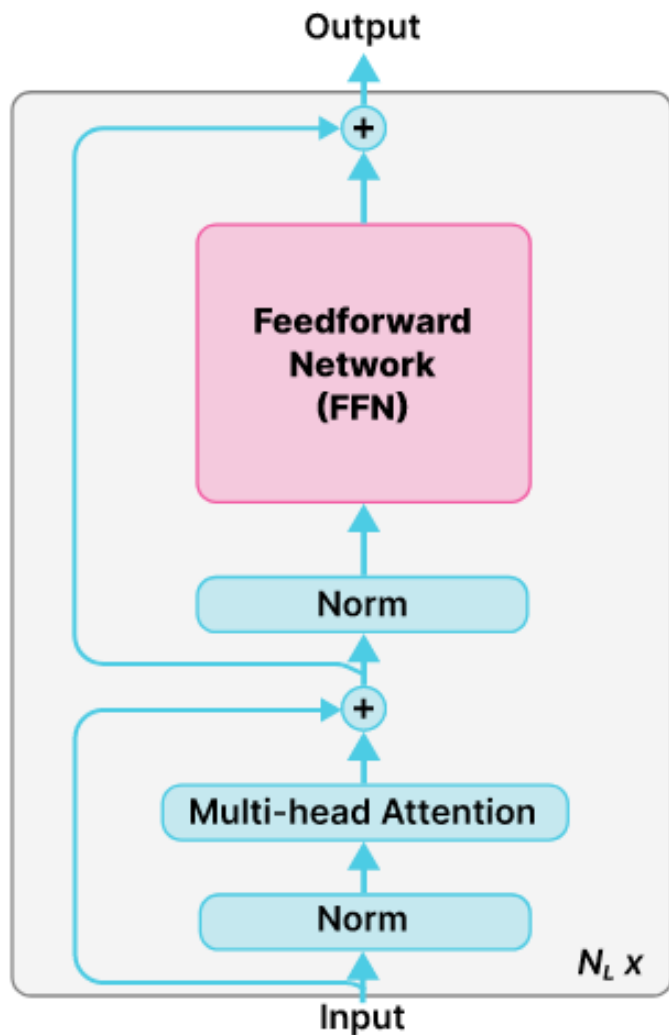 Output
+
Feedforward
Network
(FFN)
Norm
+
Multi-head Attention
Norm
N_L x
Input